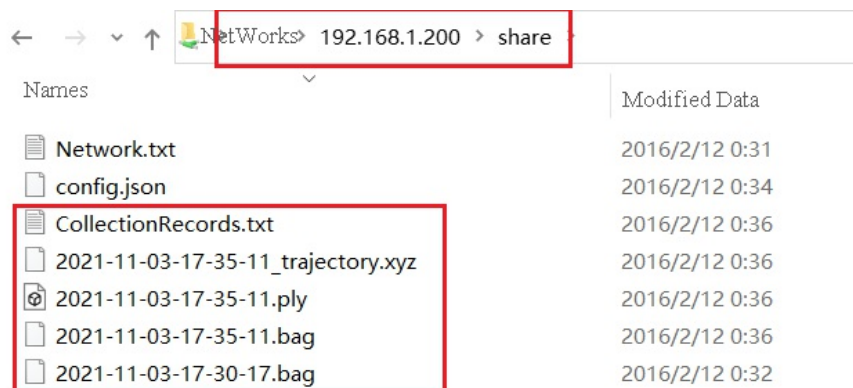 NetWorks > 192.168.1.200 > share >
Names Modified Data
Network.txt 2016/2/12 0:31
config.json 2016/2/12 0:34
CollectionRecords.txt 2016/2/12 0:36
2021-11-03-17-35-11_trajectory.xyz 2016/2/12 0:36
2021-11-03-17-35-11.ply 2016/2/12 0:36
2021-11-03-17-35-11.bag 2016/2/12 0:36
2021-11-03-17-30-17.bag 2016/2/12 0:32